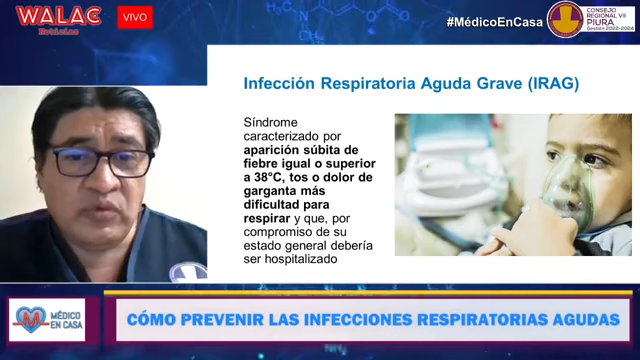 WALAC
Noticias
VIVO
#MédicoEnCasa
CONSEJO
REGIONAL VII
PIURA
Gestión 2022-2024
Infección Respiratoria Aguda Grave (IRAG)
Síndrome
caracterizado por
aparición súbita de
fiebre igual o superior
a 38°C, tos o dolor de
garganta más
dificultad para
respirar y que, por
compromiso de su
estado general debería
ser hospitalizado
MÉDICO
EN CASA
CÓMO PREVENIR LAS INFECCIONES RESPIRATORIAS AGUDAS
NH₂